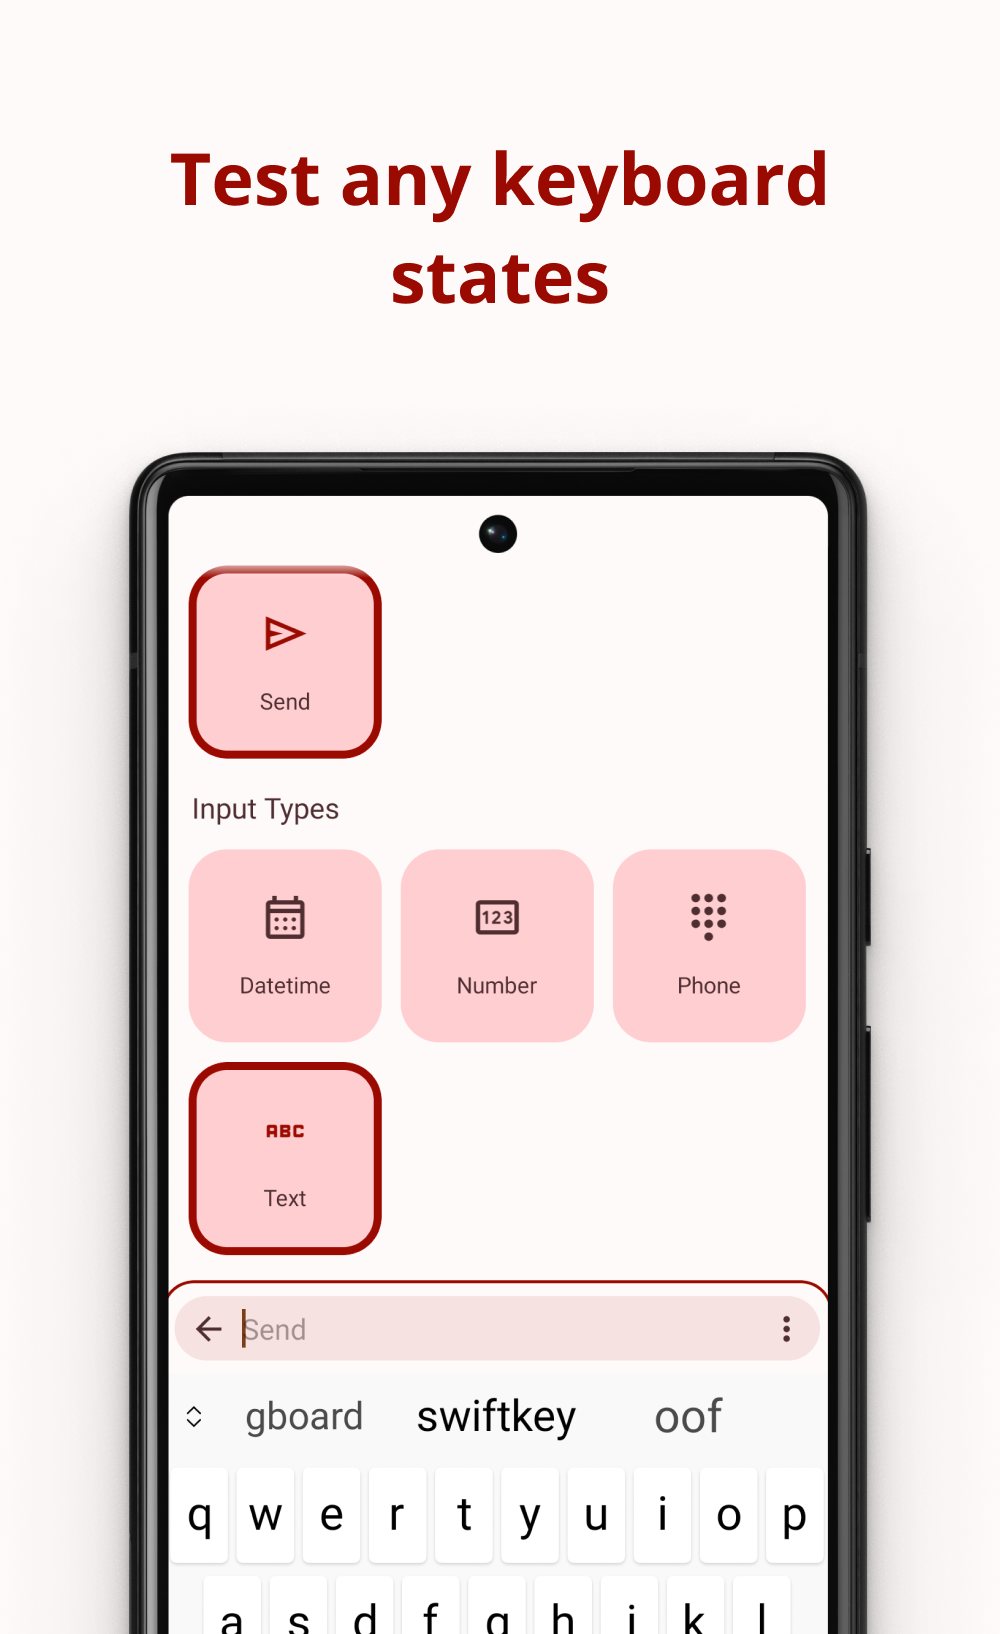 Test any keyboard
states
Send
Input Types
Datetime
123
Number
Phone
ABC
Text
Send
gboard swiftkey oof
q w e r t y u i o p
a s d f g h j k l